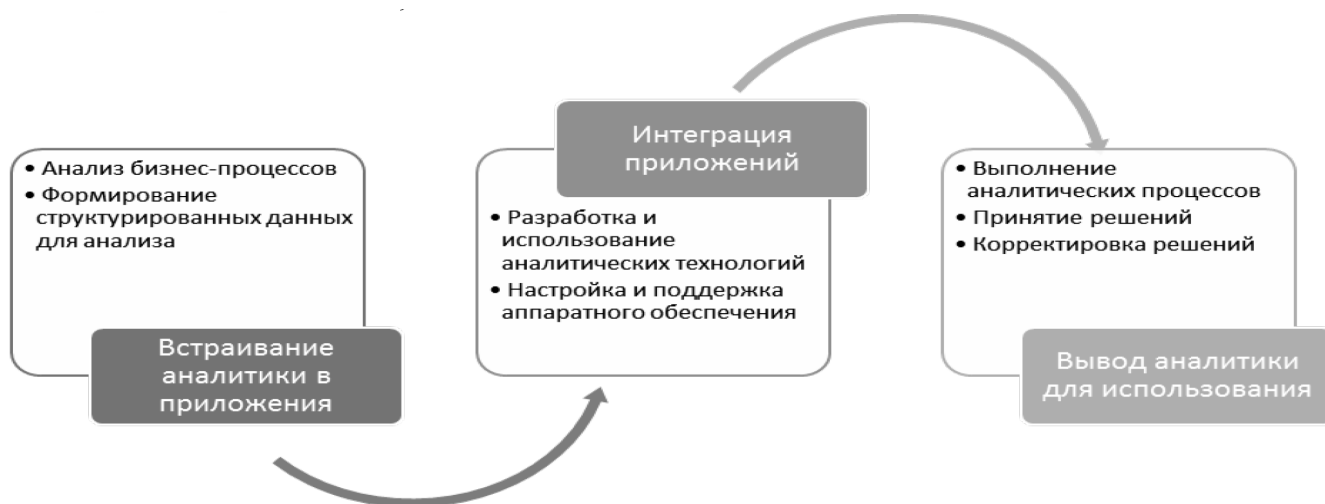 • Анализ бизнес-процессов
• Формирование
структурированных данных
для анализа
Встраивание
аналитики в
приложения
Интеграция
приложений
• Разработка и
использование
аналитических технологий
• Настройка и поддержка
аппаратного обеспечения
• Выполнение
аналитических процессов
• Принятие решений
• Корректировка решений
Вывод аналитики
для использования